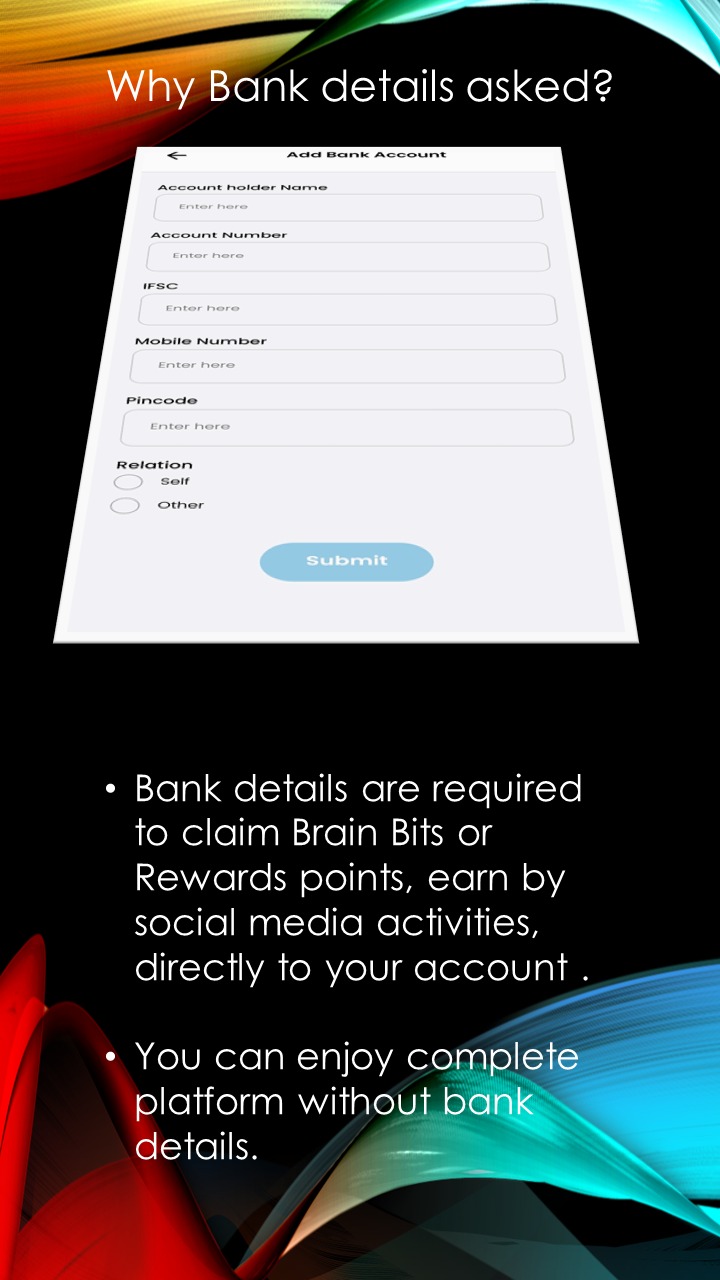 Why Bank details asked?
Add Bank Account
Account holder Name
Enter here
Account Number
Enter here
IFSC
Enter here
Mobile Number
Enter here
Pincode
Enter here
Relation
Self
Other
Submit
• Bank details are required
to claim Brain Bits or
Rewards points, earn by
social media activities,
directly to your account .
• You can enjoy complete
platform without bank
details.